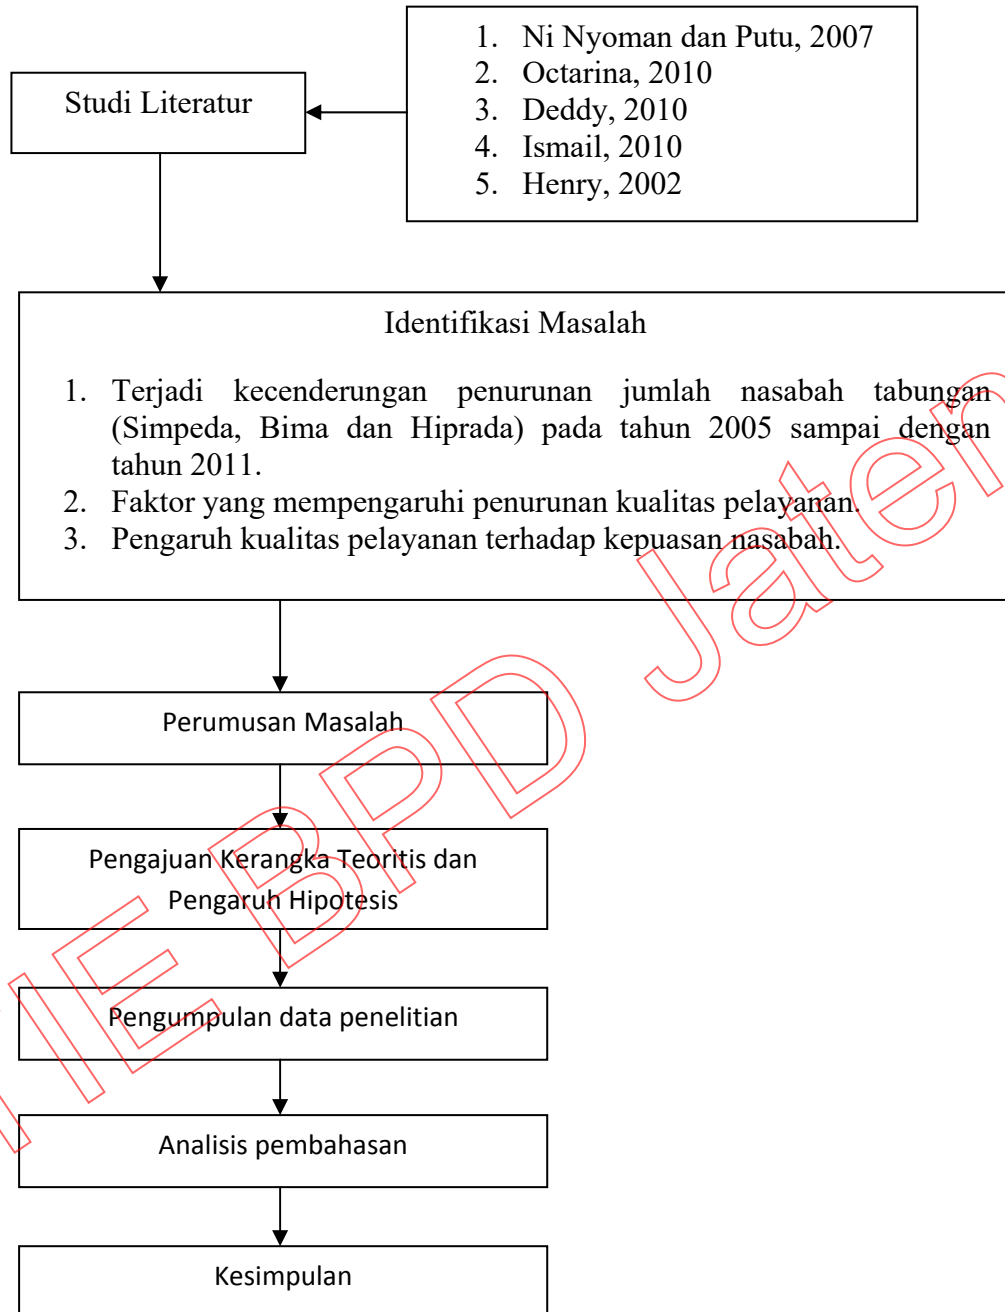 Studi Literatur
1. Ni Nyoman dan Putu, 2007
2. Octarina, 2010
3. Deddy, 2010
4. Ismail, 2010
5. Henry, 2002
Identifikasi Masalah
1. Terjadi kecenderungan penurunan jumlah nasabah tabungan
(Simpeda, Bima dan Hiprada) pada tahun 2005 sampai dengan
tahun 2011.
2. Faktor yang mempengaruhi penurunan kualitas pelayanan.
3. Pengaruh kualitas pelayanan terhadap kepuasan nasabah.
Perumusan Masalah
Pengajuan Kerangka Teoritis dan
Pengaruh Hipotesis
Pengumpulan data penelitian
Analisis pembahasan
Kesimpulan
IE BPD Jaten